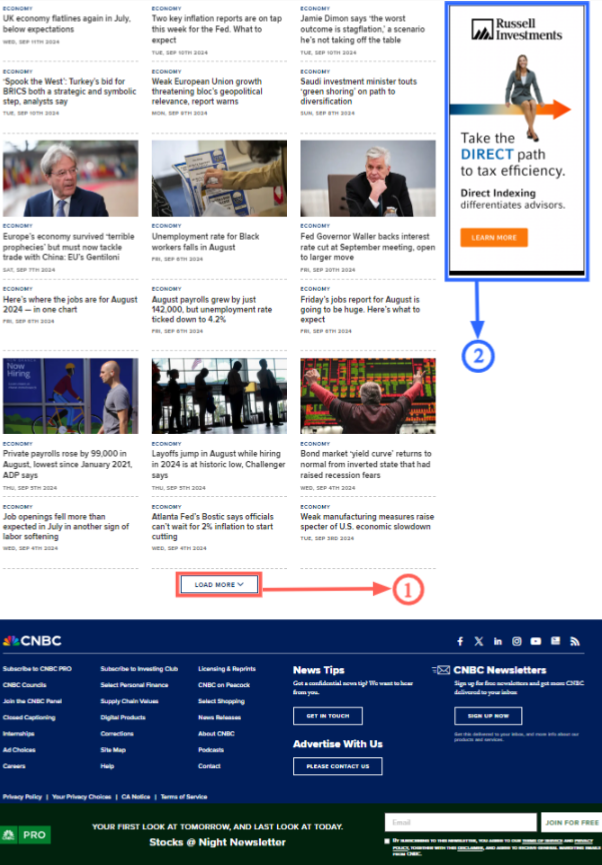 ECONOMY
UK economy flatlines again in July,
below expectations
WED, SEP 11TH 2024
ECONOMY
Two key inflation reports are on tap
this week for the Fed. What to
expect
TUE, SEP 10TH 2024
ECONOMY
Jamie Dimon says 'the worst
outcome is stagflation,' a scenario
he's not taking off the table
TUE, SEP 10TH 2024
ECONOMY
'Spook the West': Turkey's bid for
BRICS both a strategic and symbolic
step, analysts say
TUE, SEP 10TH 2024
ECONOMY
Weak European Union growth
threatening bloc's geopolitical
relevance, report warns
MON, SEP 9TH 2024
ECONOMY
Saudi investment minister touts
'green shoring' on path to
diversification
SUN, SEP 8TH 2024
ECONOMY
Europe's economy survived 'terrible
prophecies' but must now tackle
trade with China: EU's Gentiloni
SAT, SEP 7TH 2024
ECONOMY
Unemployment rate for Black
workers falls in August
FRI, SEP 6TH 2024
ECONOMY
Fed Governor Waller backs interest
rate cut at September meeting, open
to larger move
FRI, SEP 20TH 2024
ECONOMY
Here's where the jobs are for August
2024 — in one chart
FRI, SEP 6TH 2024
ECONOMY
August payrolls grew by just
142,000, but unemployment rate
ticked down to 4.2%
FRI, SEP 6TH 2024
ECONOMY
Friday's jobs report for August is
going to be huge. Here's what to
expect
FRI, SEP 6TH 2024
Now
Hiring
ECONOMY
Private payrolls rose by 99,000 in
August, lowest since January 2021,
ADP says
THU, SEP 5TH 2024
ECONOMY
Layoffs jump in August while hiring
in 2024 is at historic low, Challenger
says
THU, SEP 5TH 2024
ECONOMY
Bond market 'yield curve' returns to
normal from inverted state that had
raised recession fears
WED, SEP 4TH 2024
ECONOMY
Job openings fell more than
expected in July in another sign of
labor softening
WED, SEP 4TH 2024
ECONOMY
Atlanta Fed's Bostic says officials
can't wait for 2% inflation to start
cutting
WED, SEP 4TH 2024
ECONOMY
Weak manufacturing measures raise
specter of U.S. economic slowdown
TUE, SEP 3RD 2024
LOAD MORE
1
Russell
Investments
Take the
DIRECT path
to tax efficiency.
Direct Indexing
differentiates advisors.
LEARN MORE
2
CNBC
Subscribe to CNBC PRO
CNBC Councils
Join the CNBC Panel
Closed Captioning
Internships
Ad Choices
Careers
Subscribe to Investing Club
Select Personal Finance
Supply Chain Values
Digital Products
Corrections
Site Map
Help
Licensing & Reprints
CNBC on Peacock
Select Shopping
News Releases
About CNBC
Podcasts
Contact
News Tips
Got a confidential news tip? We want to hear
from you.
GET IN TOUCH
Advertise With Us
PLEASE CONTACT US
CNBC Newsletters
Sign up for free newsletters and get more CNBC
delivered to your inbox
SIGN UP NOW
Get this delivered to your inbox, and more info about our
products and services.
Privacy Policy | Your Privacy Choices | CA Notice | Terms of Service
PRO
YOUR FIRST LOOK AT TOMORROW, AND LAST LOOK AT TODAY.
Stocks @ Night Newsletter
Email
JOIN FOR FREE
BY SUBSCRIBING TO THIS NEWSLETTER, YOU AGREE TO OUR TERMS OF SERVICE AND PRIVACY
POLICY, TOGETHER WITH THIS DISCLAIMER, AND AGREE TO RECEIVE GENERAL MARKETING EMAILS
FROM CNBC.